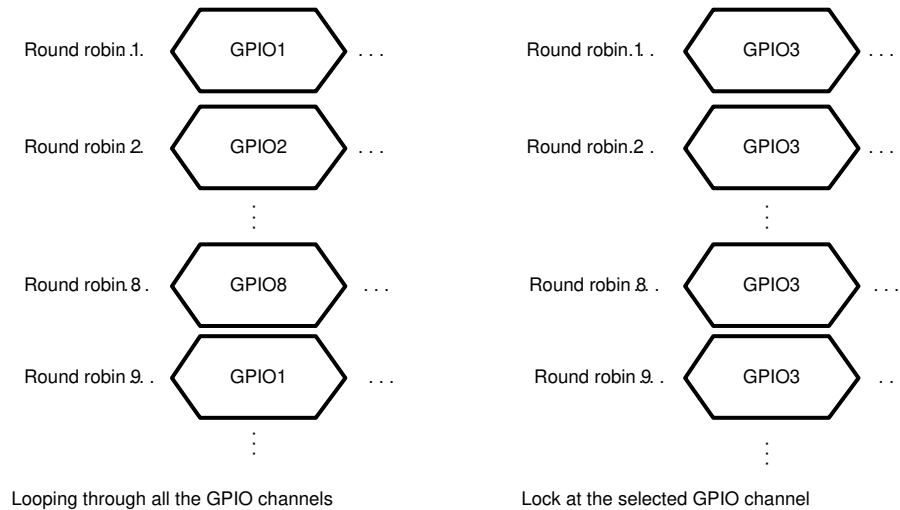 Round robin 1. GPIO1 . . .
Round robin 2. GPIO2 . . .
Round robin 8 . GPIO8 . . .
Round robin 9. . GPIO1 . . .
Looping through all the GPIO channels
Round robin.1. . GPIO3 . . .
Round robin.2 . GPIO3 . . .
Round robin 8. . GPIO3 . . .
Round robin 9. GPIO3 . .
Lock at the selected GPIO channel